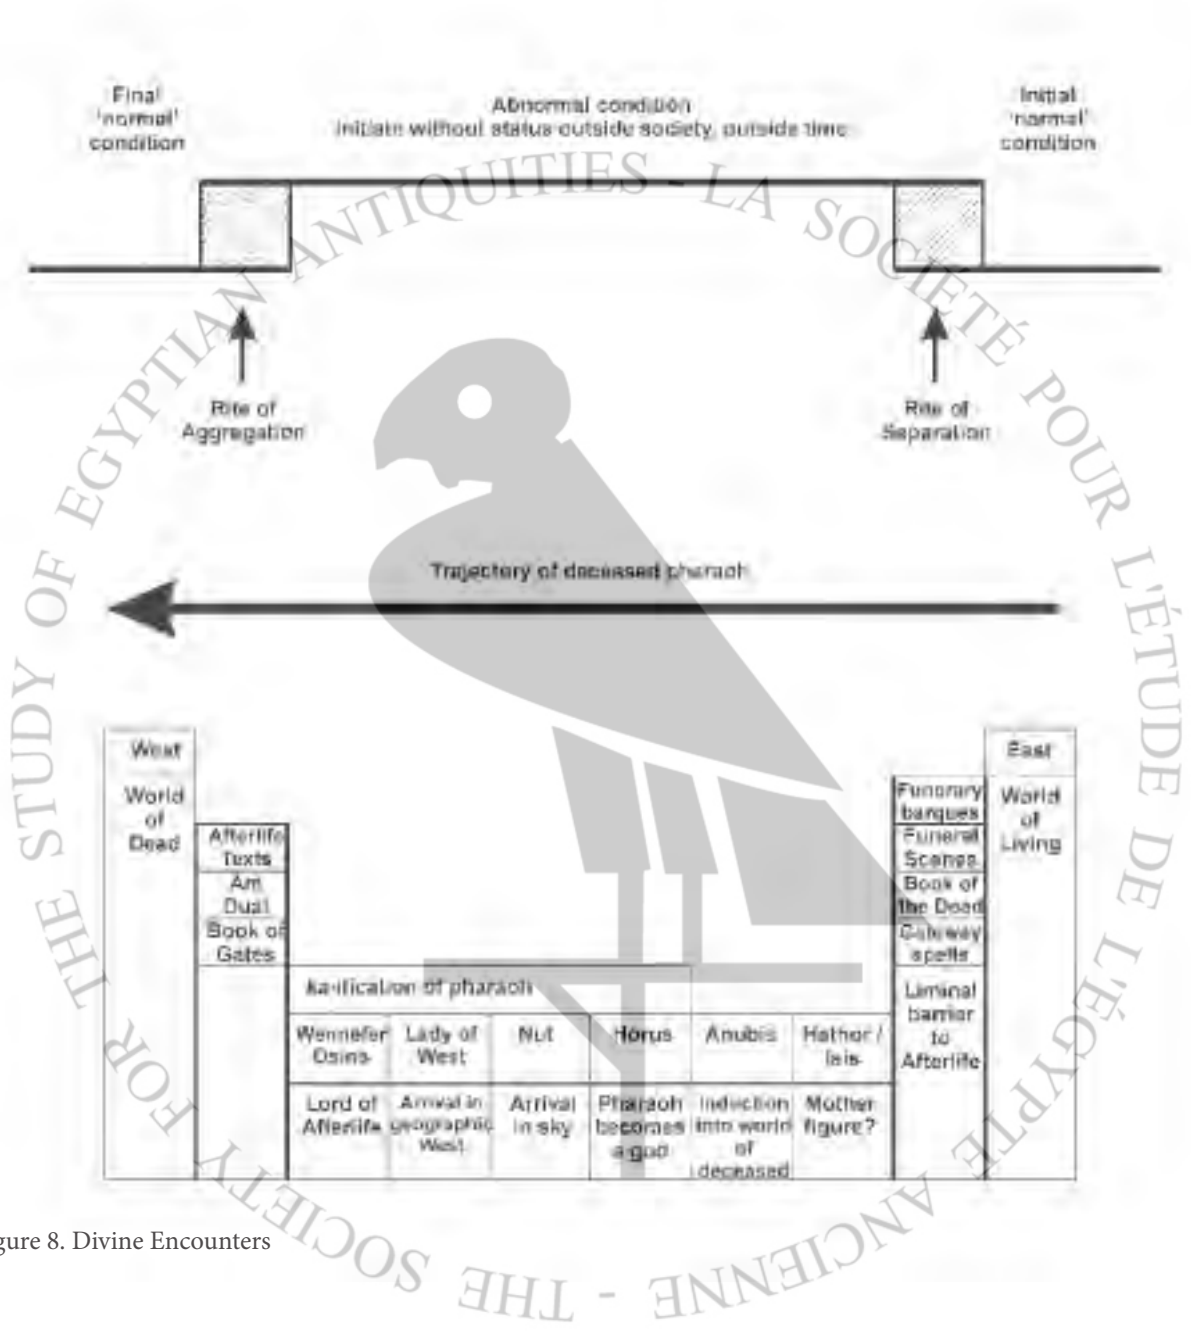 Final
'normal'
condition
Abnormal condition
Initiate without status outside society, outside time
Initial
'normal'
condition
Rite of
Aggregation
Rite of
Separation
Trajectory of deceased pharaoh
West
World
of
Dead
Afterlife
Texts
Am
Duat
Book of
Gates
ka-ification of pharaoh
Wennefer
Osiris
Lord of
Afterlife
Lady of
West
Arrival in
geographic
West
Nut
Arrival
in sky
Horus
Pharaoh
becomes
a god
Anubis
Induction
into world
of
deceased
Hathor /
Isis
Mother
figure?
Funerary
barques
Funeral
Scenes
Book of
the Dead
Gateway
spells
Liminal
barrier
to
Afterlife
East
World
of
Living
gure 8. Divine Encounters
THE SOCIETY FOR THE STUDY OF EGYPTIAN ANTIQUITIES - LA SOCIÉTÉ POUR L'ÉTUDE DE L'ÉGYPTE ANCIENNE -